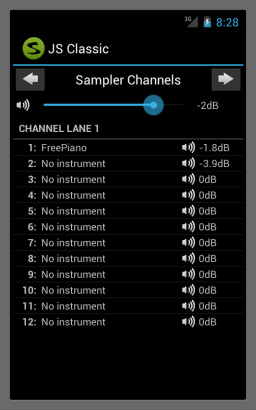 3G 8:28
JS Classic
Sampler Channels
-2dB
CHANNEL LANE 1
1: FreePiano -1.8dB
2: No instrument -3.9dB
3: No instrument 0dB
4: No instrument 0dB
5: No instrument 0dB
6: No instrument 0dB
7: No instrument 0dB
8: No instrument 0dB
9: No instrument 0dB
10: No instrument 0dB
11: No instrument 0dB
12: No instrument 0dB